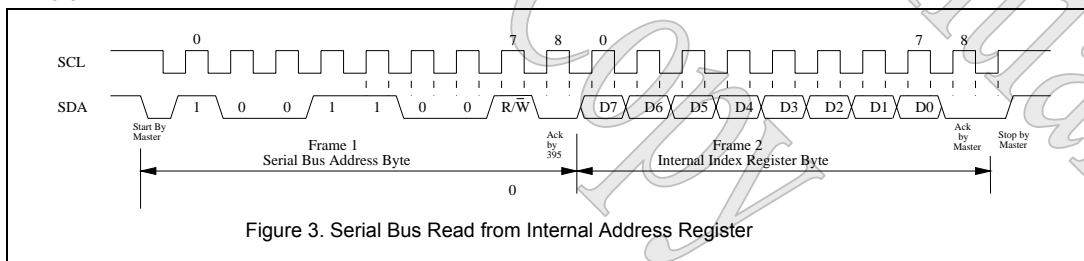 0 7 8 0 7 8
SCL
SDA 1 0 0 1 1 0 0 R/W̅ D7 D6 D5 D4 D3 D2 D1 D0
Start By
Master
Frame 1
Serial Bus Address Byte
Ack
by
395
Frame 2
Internal Index Register Byte
Ack
by
Master
Stop by
Master
0
Figure 3. Serial Bus Read from Internal Address Register
Copy